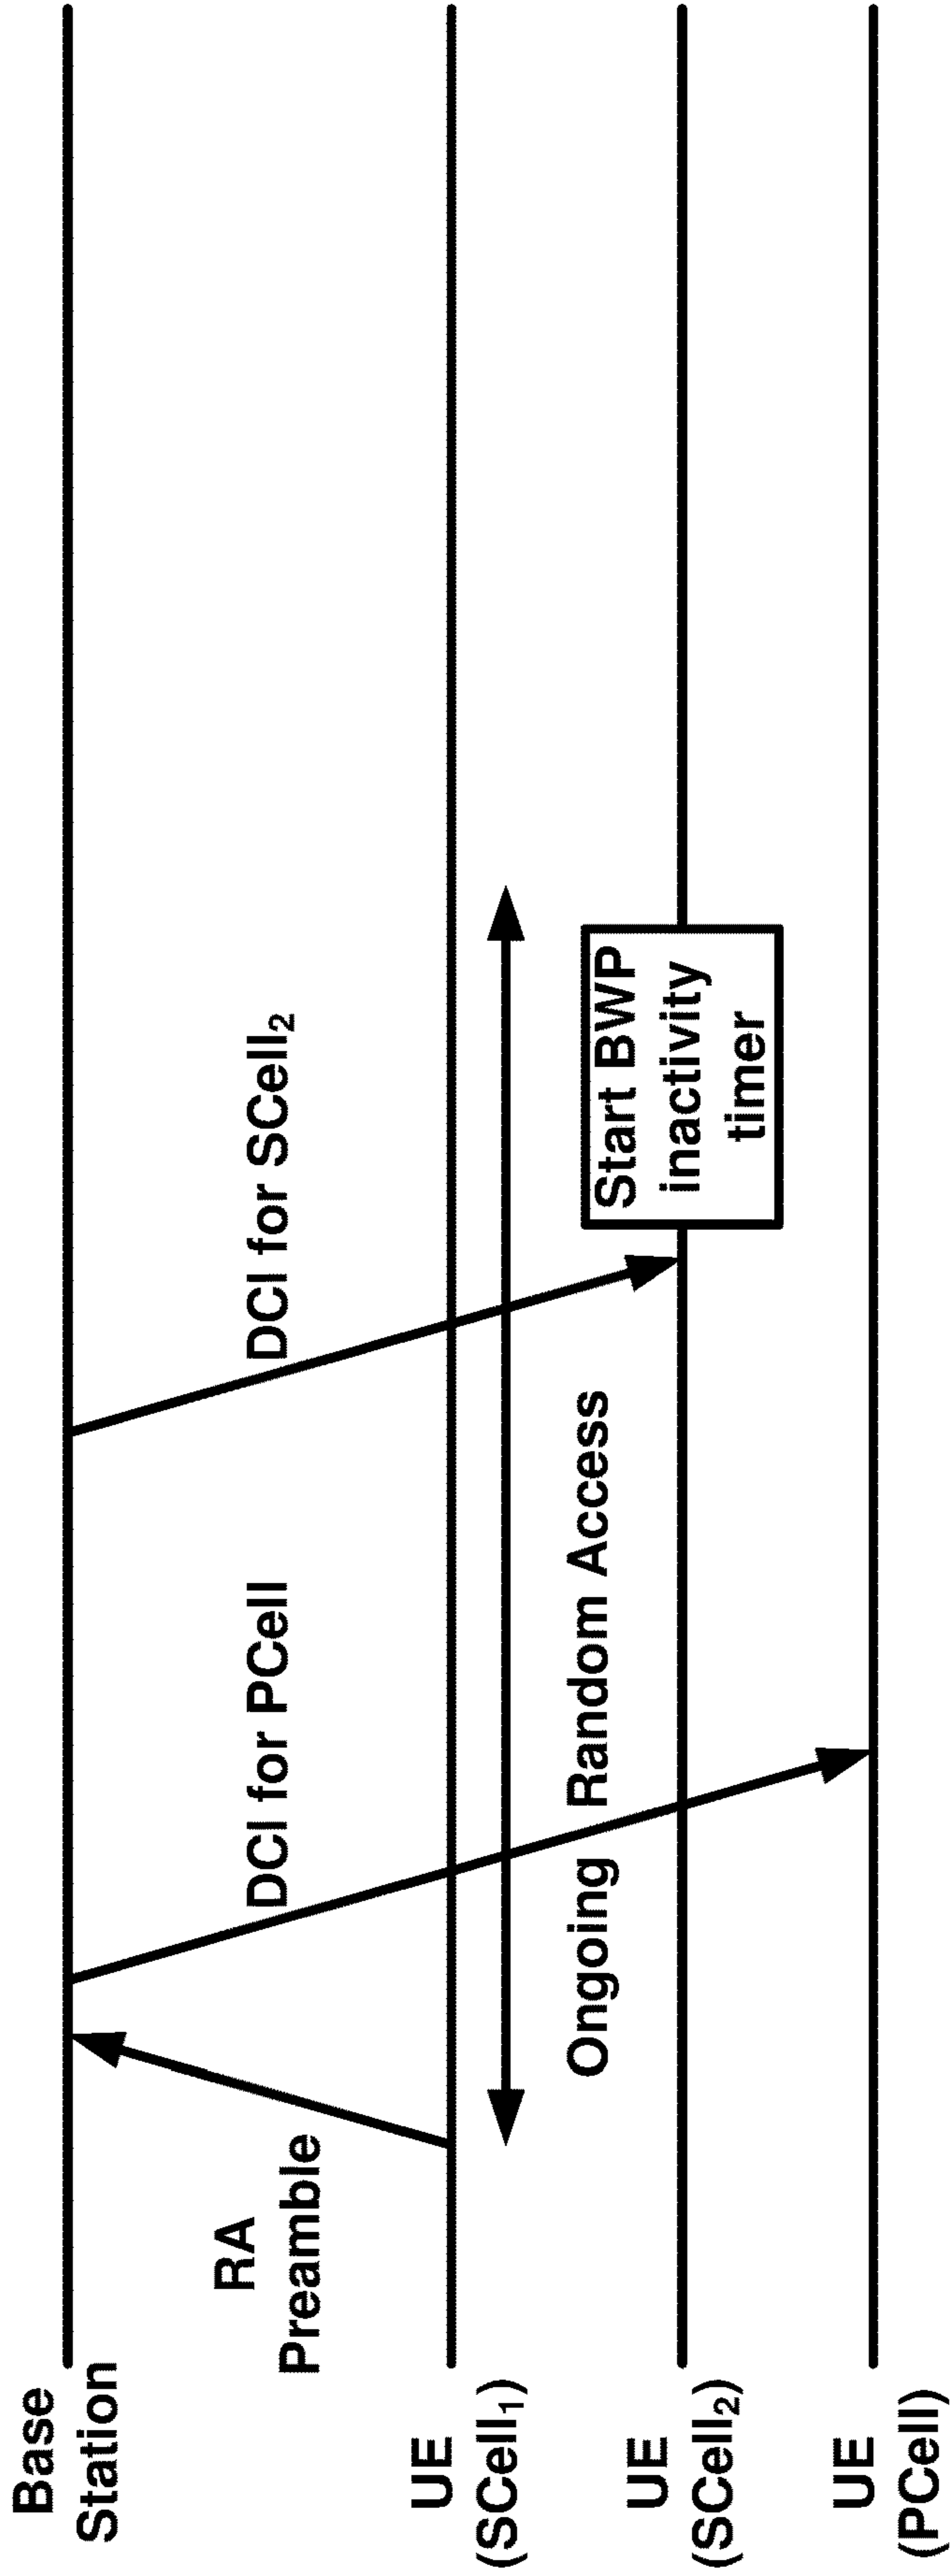 Base
Station
RA
Preamble
DCI for PCell
DCI for SCell₂
UE
(SCell₁)
Ongoing Random Access
UE
(SCell₂)
Start BWP
inactivity
timer
UE
(PCell)